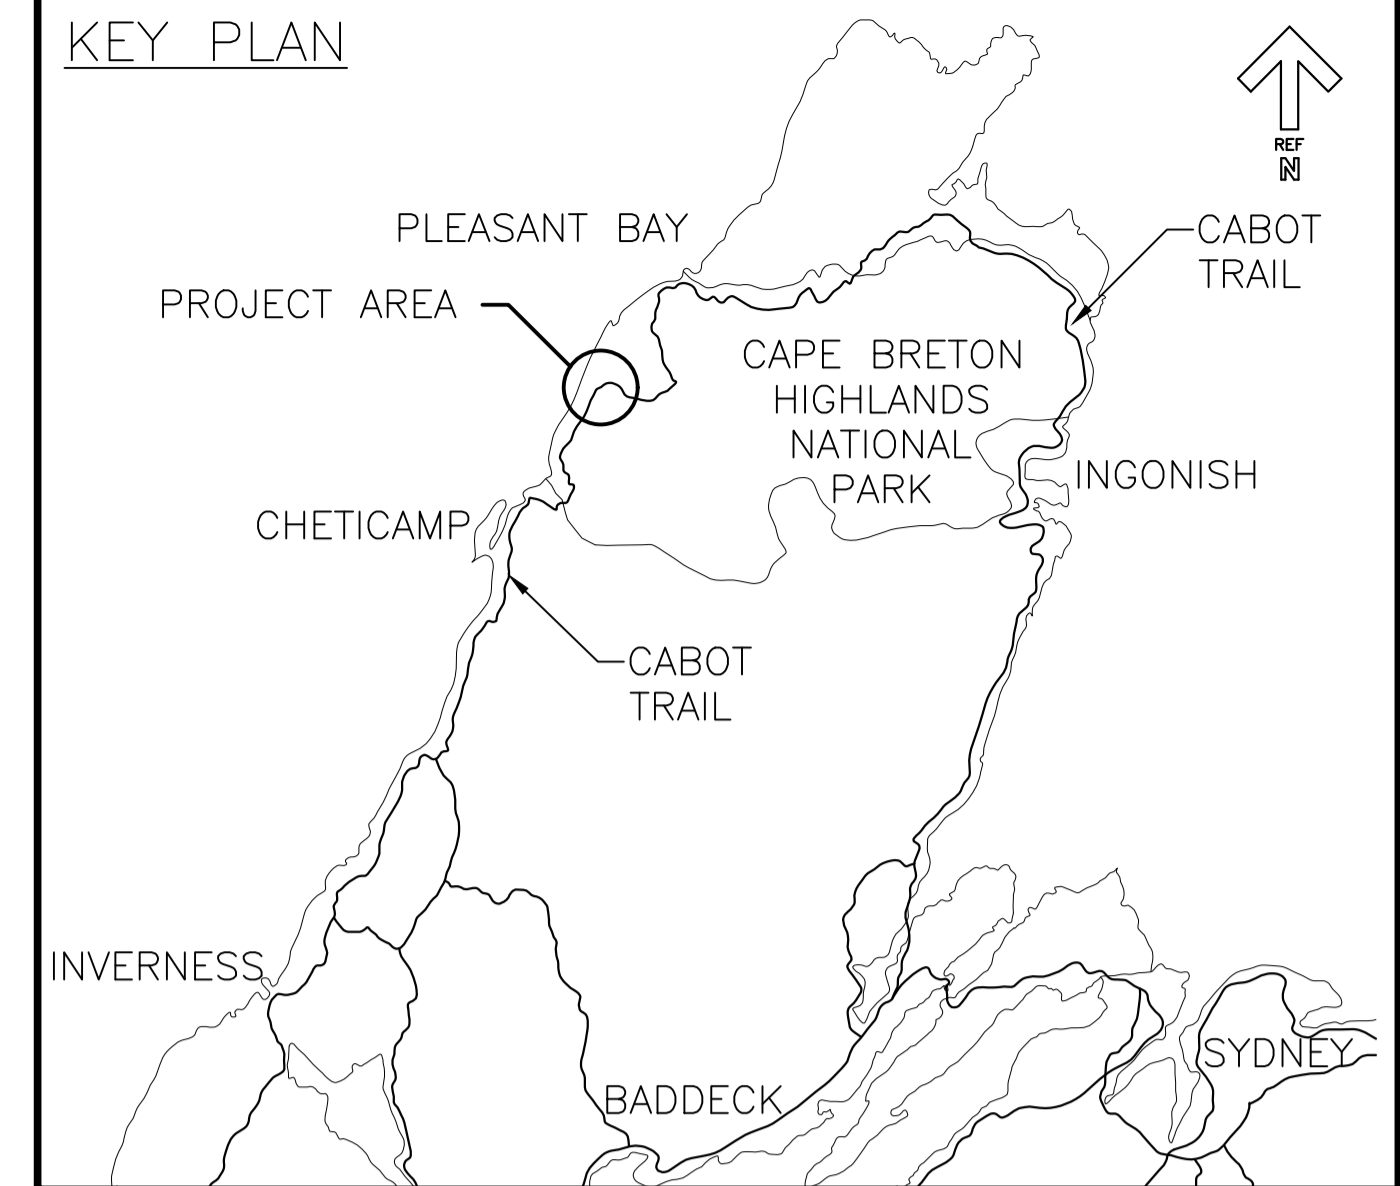 KEY PLAN
REF
N
PLEASANT BAY
CABOT
TRAIL
PROJECT AREA
CAPE BRETON
HIGHLANDS
NATIONAL
PARK
INGONISH
CHETICAMP
CABOT
TRAIL
INVERNESS
SYDNEY
BADDECK